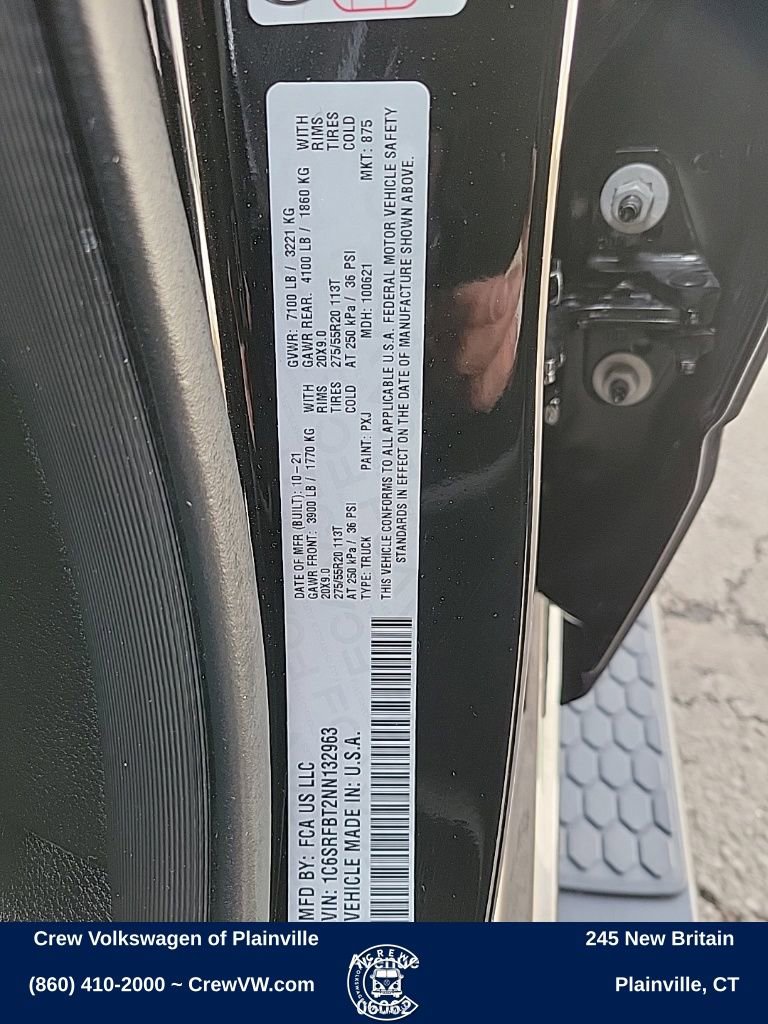 MFD BY: FCA US LLC
VIN: 1C6SRFBT2NN132963
VEHICLE MADE IN: U.S.A.
DATE OF MFR (BUILT): 10-21 GVWR: 7100 LB / 3221 KG
GAWR FRONT: 3900 LB / 1770 KG WITH GAWR REAR: 4100 LB / 1860 KG WITH
20X9.0 RIMS 20X9.0 RIMS
275/55R20 113T TIRES 275/55R20 113T TIRES
AT 250 kPa / 36 PSI COLD AT 250 kPa / 36 PSI COLD
TYPE: TRUCK PAINT: PXJ MDH: 100621 MKT: 875
THIS VEHICLE CONFORMS TO ALL APPLICABLE U.S.A. FEDERAL MOTOR VEHICLE SAFETY
STANDARDS IN EFFECT ON THE DATE OF MANUFACTURE SHOWN ABOVE.
Crew Volkswagen of Plainville
(860) 410-2000 ~ CrewVW.com
CREW
245 New Britain
Avenue
Plainville, CT
06062